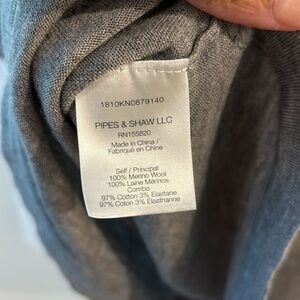 1810KN0879140
PIPES & SHAW LLC
RN155820
Made in China /
Fabriqué en Chine
Self / Principal
100% Merino Wool
100% Laine Mérinos
Combo
97% Cotton 3% Elastane
97% Coton 3% Elasthanne